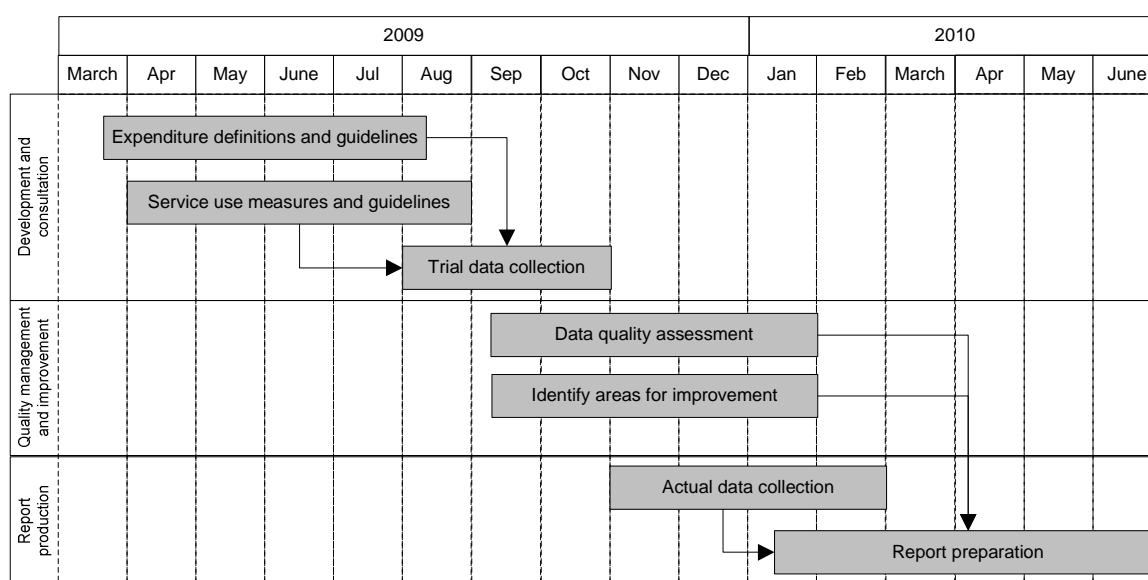 2009 2010
March Apr May June Jul Aug Sep Oct Nov Dec Jan Feb March Apr May June
Development and
consultation
Expenditure definitions and guidelines
Service use measures and guidelines
Trial data collection
Quality management
and improvement
Data quality assessment
Identify areas for improvement
Report
production
Actual data collection
Report preparation